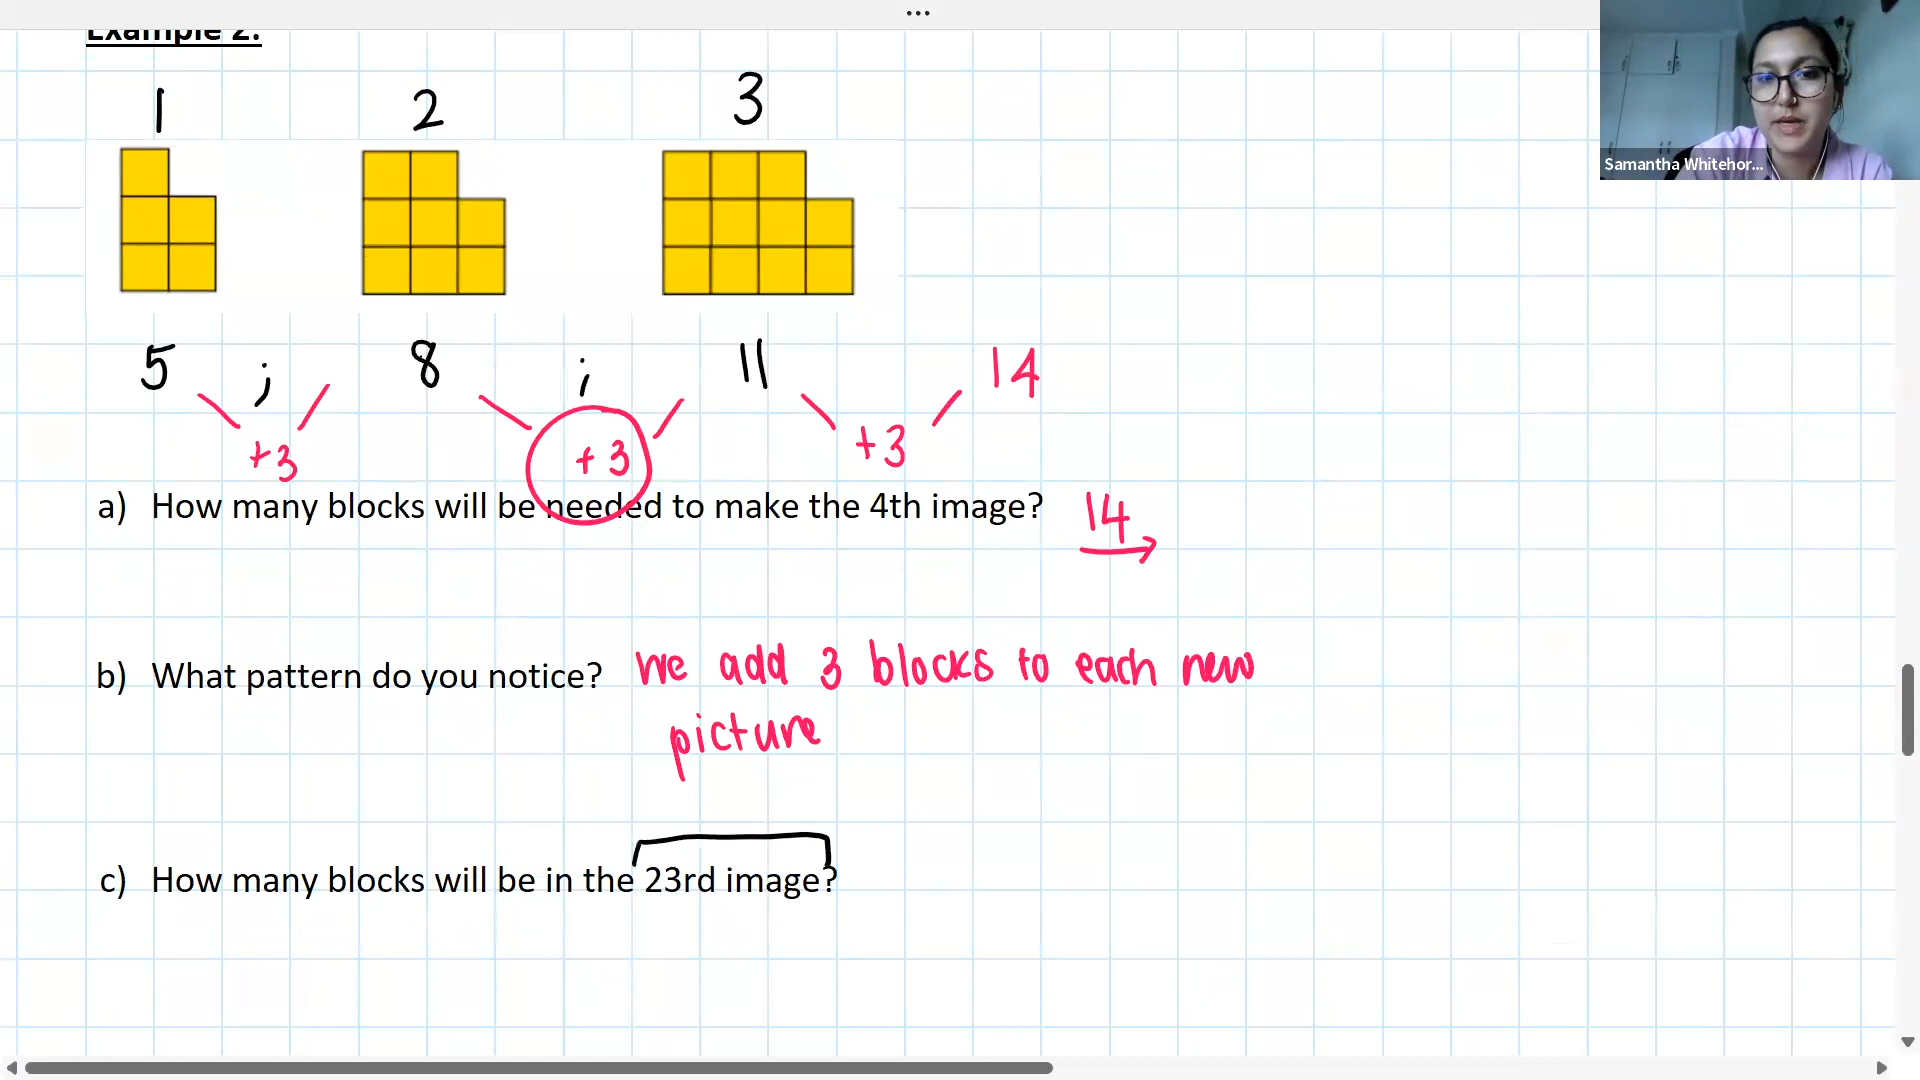 Example 2:
1 2 3
Samantha Whitehor...
5 ; 8 ; 11 14
+3 +3 +3
a) How many blocks will be needed to make the 4th image? 14
b) What pattern do you notice? We add 3 blocks to each new
picture
c) How many blocks will be in the 23rd image?